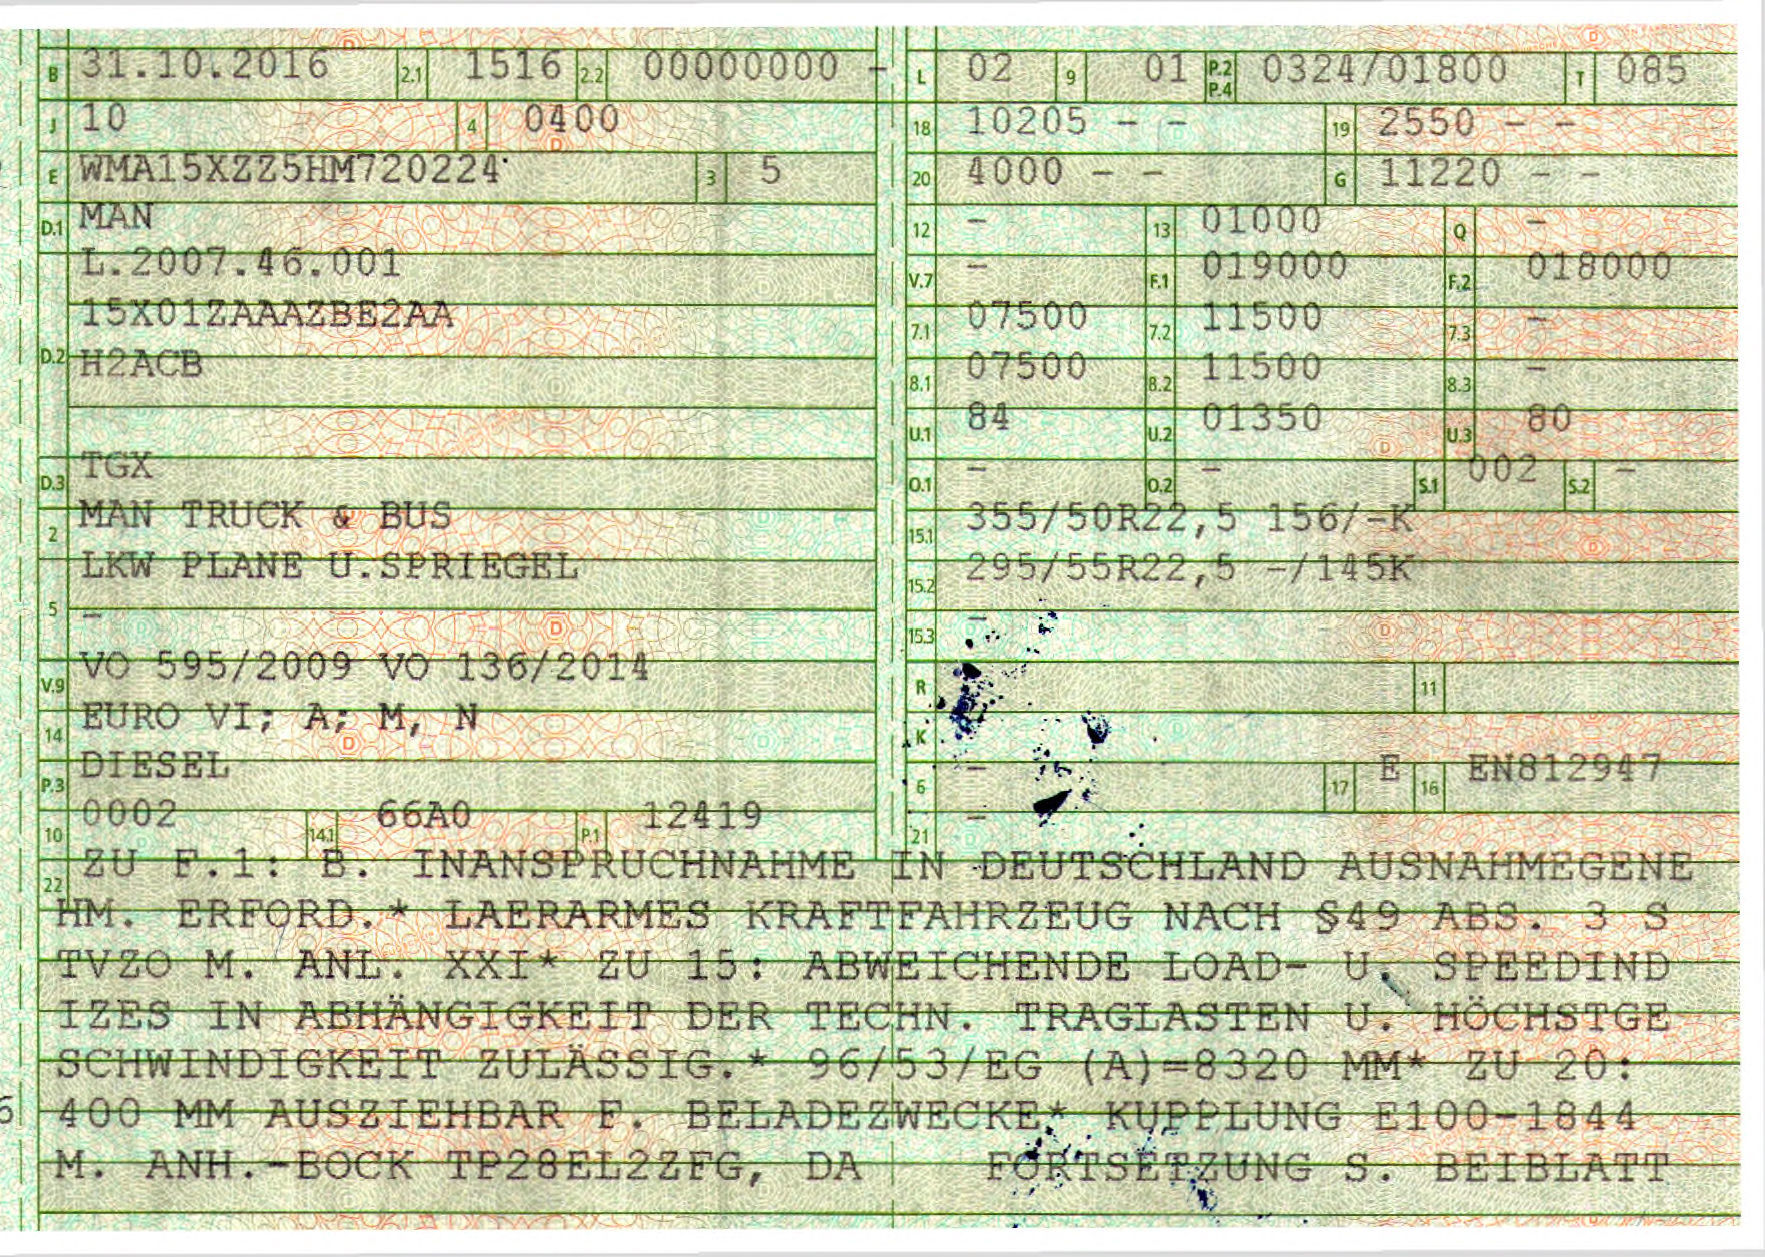 B 31.10.2016 2.1 1516 2.2 00000000 -
J 10 4 0400
E WMA15XZZ5HM720224 3 5
D.1 MAN
L.2007.46.001
15X01ZAAAZBE2AA
D.2 H2ACB
D.3 TGX
2 MAN TRUCK & BUS
LKW PLANE U.SPRIEGEL
5 -
V.9 VO 595/2009 VO 136/2014
14 EURO VI; A; M, N
P.3 DIESEL
10 0002 14.1 66A0 P.1 12419
L 02 9 01 P.2 P.4 0324/01800 T 085
18 10205 - - 19 2550 - -
20 4000 - - G 11220 - -
12 - 13 01000 Q -
V.7 - F.1 019000 F.2 018000
7.1 07500 7.2 11500 7.3 -
8.1 07500 8.2 11500 8.3 -
U.1 84 U.2 01350 U.3 80
O.1 - O.2 - S.1 002 S.2 -
15.1 355/50R22,5 156/-K
15.2 295/55R22,5 -/145K
15.3 -
R 11
K
6 - 17 E 16 EN812947
21 -
22 ZU F.1: B. INANSPRUCHNAHME IN DEUTSCHLAND AUSNAHMEGENE
HM. ERFORD.* LAERARMES KRAFTFAHRZEUG NACH §49 ABS. 3 S
TVZO M. ANL. XXI* ZU 15: ABWEICHENDE LOAD- U. SPEEDIND
IZES IN ABHÄNGIGKEIT DER TECHN. TRAGLASTEN U. HÖCHSTGE
SCHWINDIGKEIT ZULÄSSIG.* 96/53/EG (A)=8320 MM* ZU 20:
400 MM AUSZIEHBAR F. BELADEZWECKE* KUPPLUNG E100-1844
M. ANH.-BOCK TP28EL2ZFG, DA FORTSETZUNG S. BEIBLATT